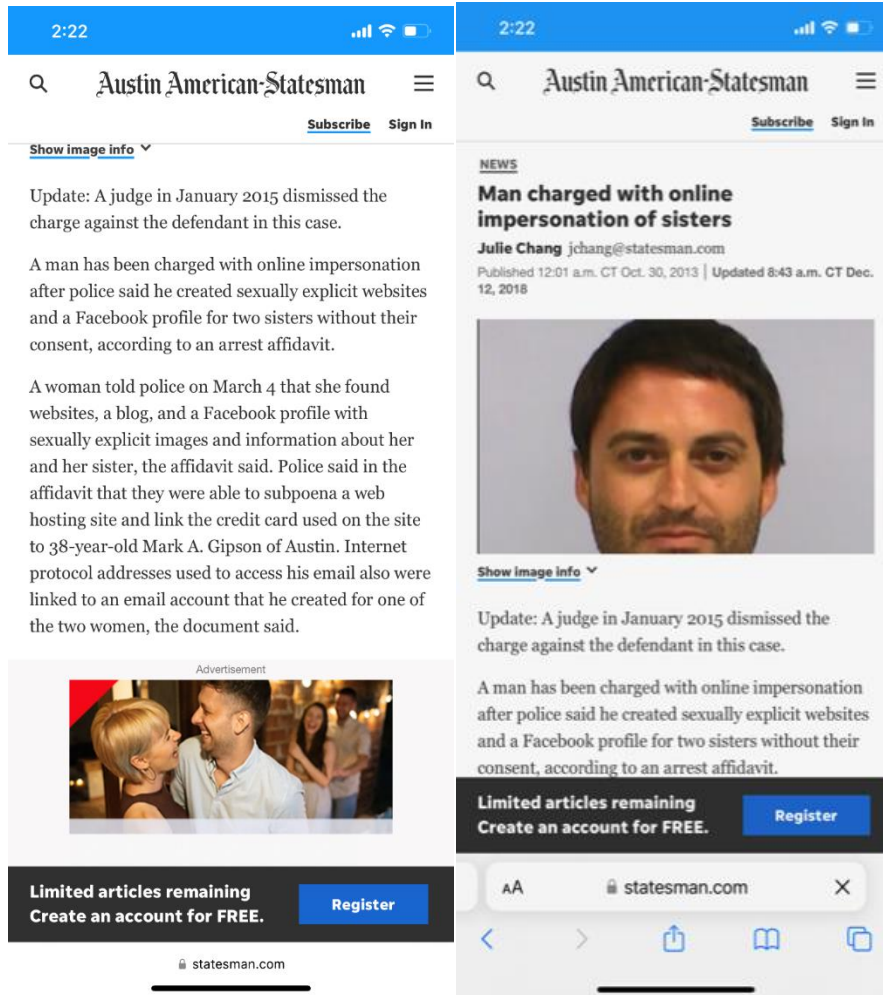 2:22
Austin American-Statesman
Subscribe Sign In
Show image info
Update: A judge in January 2015 dismissed the
charge against the defendant in this case.
A man has been charged with online impersonation
after police said he created sexually explicit websites
and a Facebook profile for two sisters without their
consent, according to an arrest affidavit.
A woman told police on March 4 that she found
websites, a blog, and a Facebook profile with
sexually explicit images and information about her
and her sister, the affidavit said. Police said in the
affidavit that they were able to subpoena a web
hosting site and link the credit card used on the site
to 38-year-old Mark A. Gipson of Austin. Internet
protocol addresses used to access his email also were
linked to an email account that he created for one of
the two women, the document said.
Advertisement
Limited articles remaining
Create an account for FREE.
Register
statesman.com
2:22
Austin American-Statesman
Subscribe Sign In
NEWS
Man charged with online
impersonation of sisters
Julie Chang jchang@statesman.com
Published 12:01 a.m. CT Oct. 30, 2013 | Updated 8:43 a.m. CT Dec.
12, 2018
Show image info
Update: A judge in January 2015 dismissed the
charge against the defendant in this case.
A man has been charged with online impersonation
after police said he created sexually explicit websites
and a Facebook profile for two sisters without their
consent, according to an arrest affidavit.
Limited articles remaining
Create an account for FREE.
Register
AA statesman.com